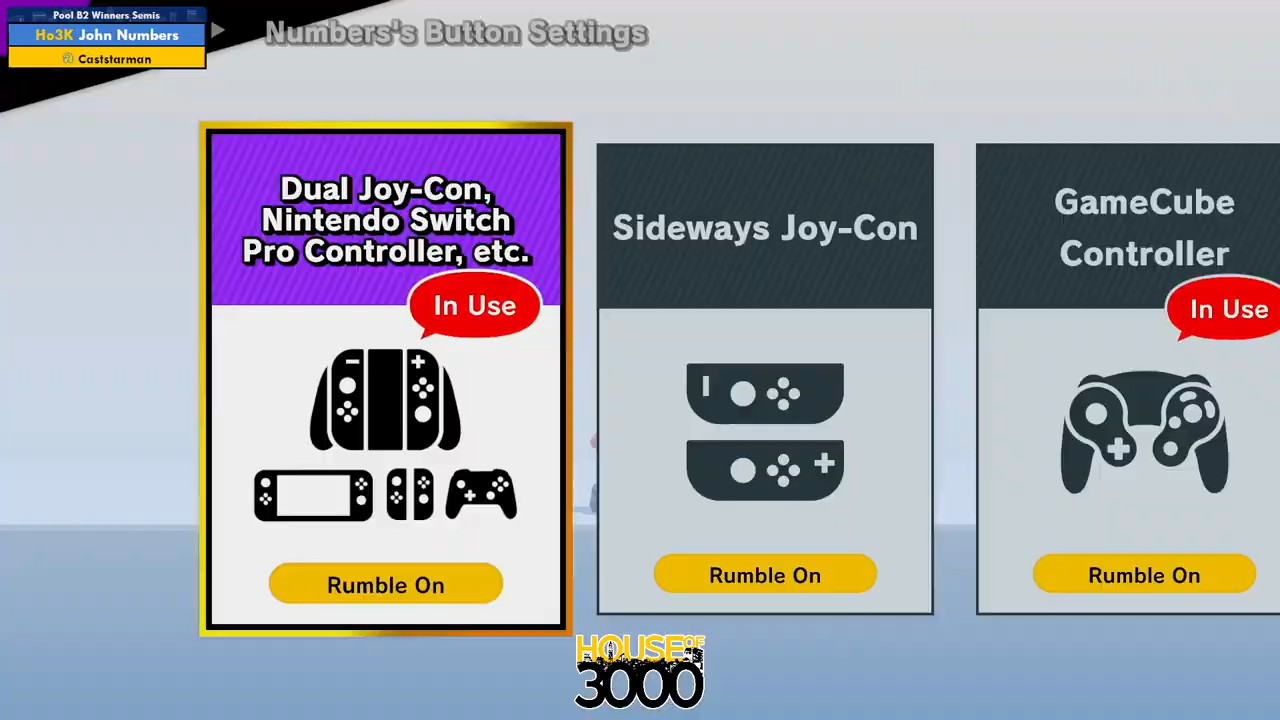 Pool B2 Winners Semis
Ho3K John Numbers
Caststarman
Numbers's Button Settings
Dual Joy-Con,
Nintendo Switch
Pro Controller, etc.
In Use
Rumble On
Sideways Joy-Con
Rumble On
GameCube
Controller
In Use
Rumble On
HOUSE OF
3000